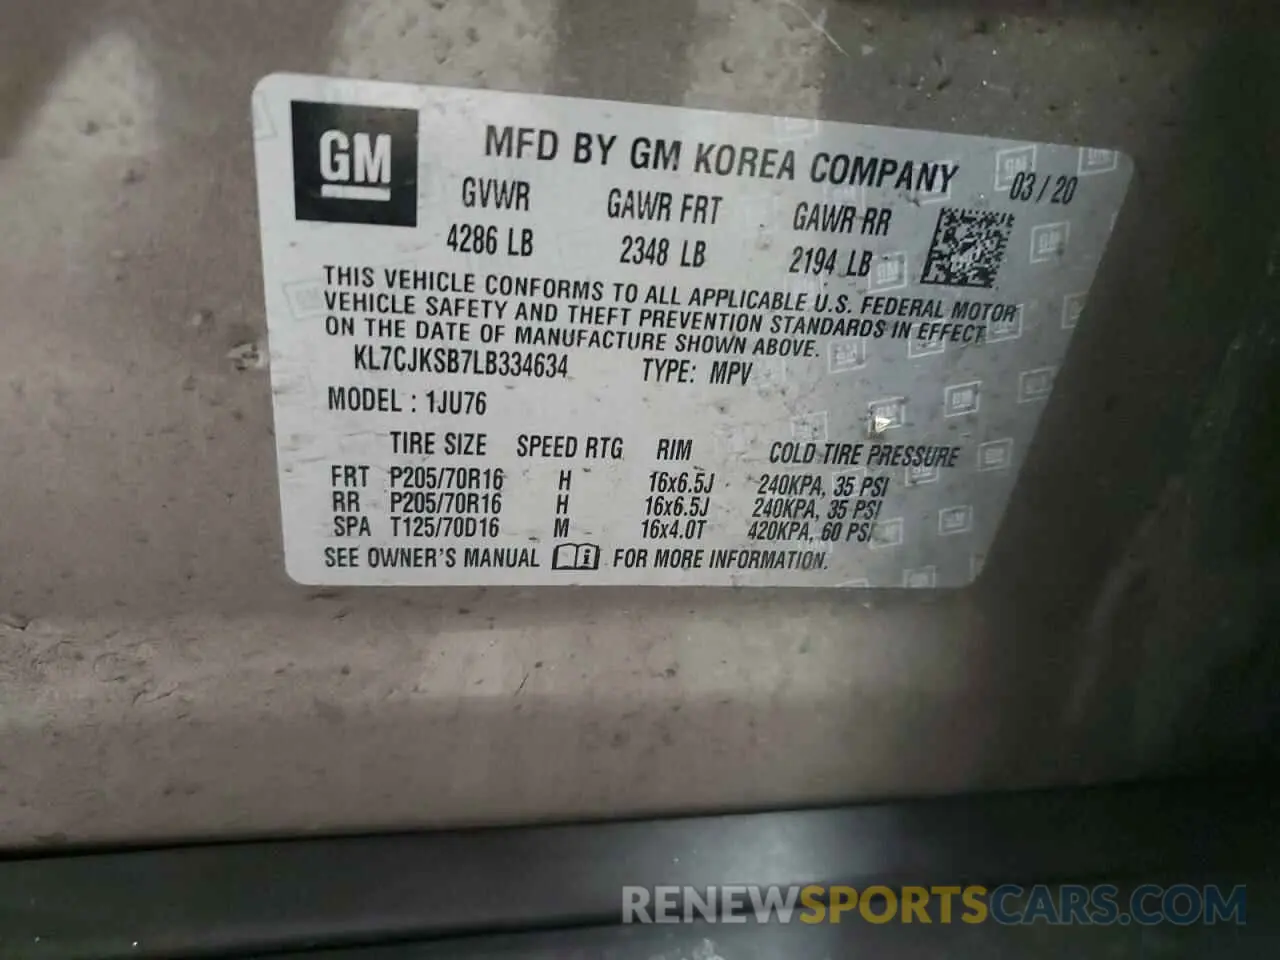 GM
MFD BY GM KOREA COMPANY 03/20
GVWR GAWR FRT GAWR RR
4286 LB 2348 LB 2194 LB
THIS VEHICLE CONFORMS TO ALL APPLICABLE U.S. FEDERAL MOTOR
VEHICLE SAFETY AND THEFT PREVENTION STANDARDS IN EFFECT
ON THE DATE OF MANUFACTURE SHOWN ABOVE.
KL7CJKSB7LB334634 TYPE: MPV
MODEL : 1JU76
TIRE SIZE SPEED RTG RIM COLD TIRE PRESSURE
FRT P205/70R16 H 16x6.5J 240KPA, 35 PSI
RR P205/70R16 H 16x6.5J 240KPA, 35 PSI
SPA T125/70D16 M 16x4.0T 420KPA, 60 PSI
SEE OWNER'S MANUAL FOR MORE INFORMATION.
RENEWSPORTSCARS.COM